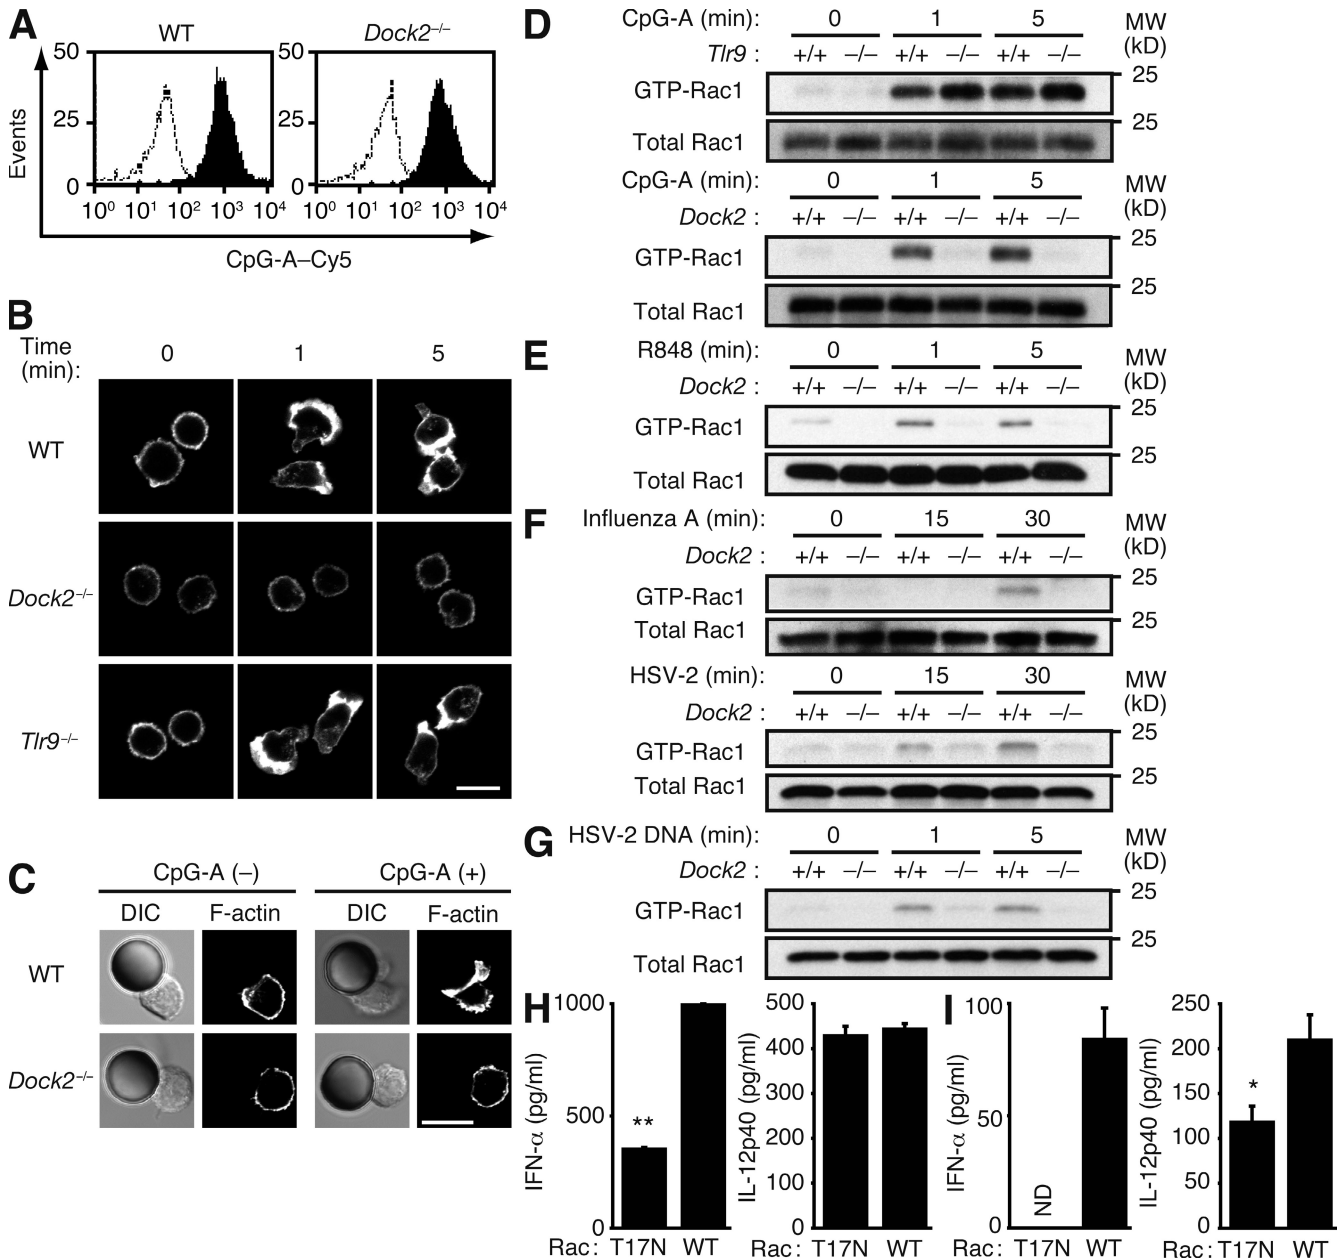 A
WT
Dock2–/–
50
25
0
50
25
0
Events
10⁰ 10¹ 10² 10³ 10⁴
10⁰ 10¹ 10² 10³ 10⁴
CpG-A–Cy5
B
Time (min):
0 1 5
WT
Dock2–/–
Tlr9–/–
C
CpG-A (–) CpG-A (+)
DIC F-actin DIC F-actin
WT
Dock2–/–
D
CpG-A (min): 0 1 5 MW (kD)
Tlr9 : +/+ –/– +/+ –/– +/+ –/–
GTP-Rac1 25
Total Rac1 25
CpG-A (min): 0 1 5 MW (kD)
Dock2 : +/+ –/– +/+ –/– +/+ –/–
GTP-Rac1 25
Total Rac1 25
E
R848 (min): 0 1 5 MW (kD)
Dock2 : +/+ –/– +/+ –/– +/+ –/–
GTP-Rac1 25
Total Rac1 25
F
Influenza A (min): 0 15 30 MW (kD)
Dock2 : +/+ –/– +/+ –/– +/+ –/–
GTP-Rac1 25
Total Rac1 25
HSV-2 (min): 0 15 30 MW (kD)
Dock2 : +/+ –/– +/+ –/– +/+ –/–
GTP-Rac1 25
Total Rac1 25
G
HSV-2 DNA (min): 0 1 5 MW (kD)
Dock2 : +/+ –/– +/+ –/– +/+ –/–
GTP-Rac1 25
Total Rac1 25
H
IFN-α (pg/ml)
1000
500
0
**
Rac: T17N WT
IL-12p40 (pg/ml)
500
400
300
200
100
0
Rac: T17N WT
I
IFN-α (pg/ml)
100
50
0
ND
Rac: T17N WT
IL-12p40 (pg/ml)
250
200
150
100
50
0
*
Rac: T17N WT